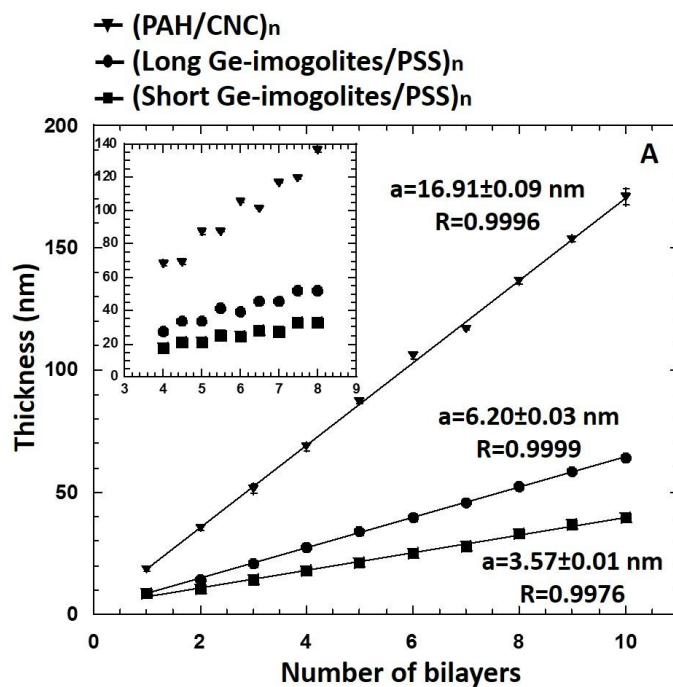 (PAH/CNC)n
(Long Ge-imogolites/PSS)n
(Short Ge-imogolites/PSS)n
200
150
100
50
0
Thickness (nm)
A
140
120
100
80
60
40
20
0
3 4 5 6 7 8 9
a=16.91±0.09 nm
R=0.9996
a=6.20±0.03 nm
R=0.9999
a=3.57±0.01 nm
R=0.9976
0 2 4 6 8 10
Number of bilayers